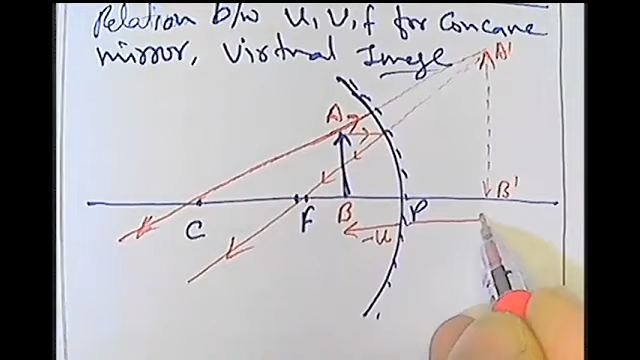 Relation b/w u, v, f for Concave
mirror, Virtual Image
A'
A
B'
C
F
B
P
-u